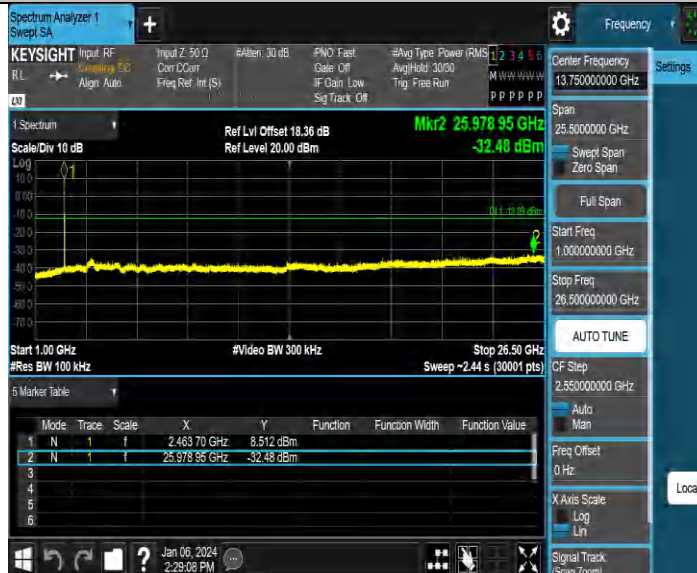 Spectrum Analyzer 1
Swept SA
+
Frequency
KEYSIGHT Input: RF Input Z: 50 Ω #Atten: 30 dB PNO: Fast #Avg Type: Power (RMS 1 2 3 4 5 6
RL Align: Auto Corr CCorr Gate: Off Avg|Hold: 30/30 M W W W W W
Freq Ref: Int (S) IF Gain: Low Trig: Free Run
Sig Track: Off P P P P P P
LXI
Center Frequency
13.750000000 GHz
Settings
1 Spectrum
Ref Lvl Offset 18.36 dB
Mkr2 25.978 95 GHz
Scale/Div 10 dB
Ref Level 20.00 dBm
-32.48 dBm
Log
1
10.0
0.00
-10.0
-20.0
-30.0
-40.0
-50.0
-60.0
-70.0
2
Start 1.00 GHz #Video BW 300 kHz Stop 26.50 GHz
#Res BW 100 kHz Sweep ~2.44 s (30001 pts)
5 Marker Table
Mode Trace Scale X Y Function Function Width Function Value
1 N 1 f 2.463 70 GHz 8.512 dBm
2 N 1 f 25.978 95 GHz -32.48 dBm
3
4
5
6
Span
25.5000000 GHz
Swept Span
Zero Span
Full Span
Start Freq
1.000000000 GHz
Stop Freq
26.500000000 GHz
AUTO TUNE
CF Step
2.550000000 GHz
Auto
Man
Freq Offset
0 Hz
X Axis Scale
Log
Lin
Signal Track
(Span Zoom)
Loca
?
Jan 06, 2024
2:29:08 PM